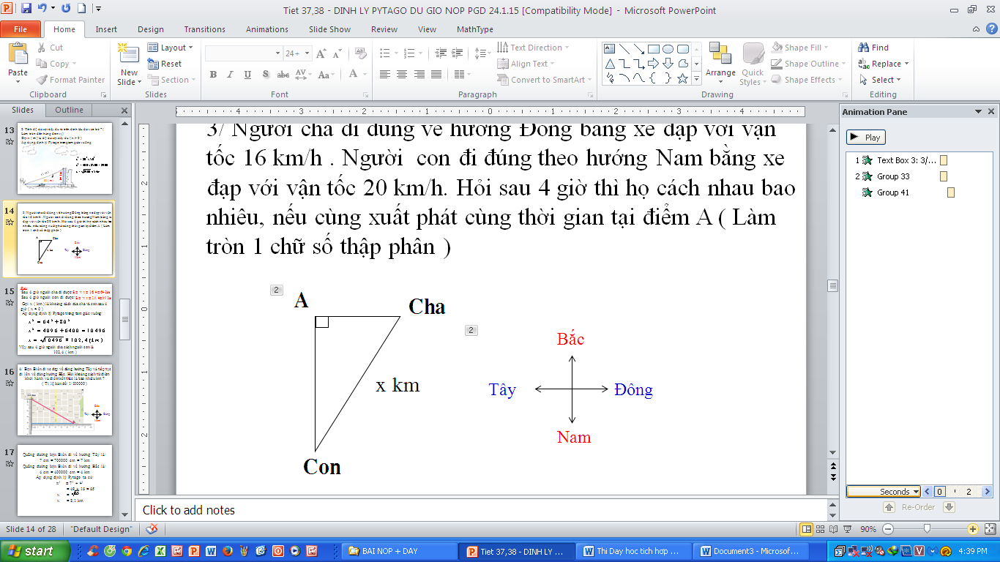 Tiet 37,38 - DINH LY PYTAGO DU GIO NOP PGD 24.1.15 [Compatibility Mode] - Microsoft PowerPoint
File Home Insert Design Transitions Animations Slide Show Review View MathType
Paste
Cut
Copy
Format Painter
Clipboard
New Slide
Layout
Reset
Section
Slides
24+
Font
Text Direction
Align Text
Convert to SmartArt
Paragraph
Arrange
Quick Styles
Shape Fill
Shape Outline
Shape Effects
Drawing
Find
Replace
Select
Editing
Slides Outline
13
14
15
16
17
3/ Người cha đi đúng về hướng Đông bằng xe đạp với vận
tốc 16 km/h . Người con đi đúng theo hướng Nam bằng xe
đạp với vận tốc 20 km/h. Hỏi sau 4 giờ thì họ cách nhau bao
nhiêu, nếu cùng xuất phát cùng thời gian tại điểm A ( Làm
tròn 1 chữ số thập phân )
2
A
Cha
x km
Con
2
Bắc
Tây
Đông
Nam
Animation Pane
Play
1 Text Box 3: 3/...
2 Group 33
Group 41
Seconds 0 2
Re-Order
Click to add notes
Slide 14 of 28 "Default Design" 90%
start
BAI NOP + DAY
Tiet 37,38 - DINH LY ...
Thi Day hoc tich hợp ...
Document3 - Microsof...
4:39 PM